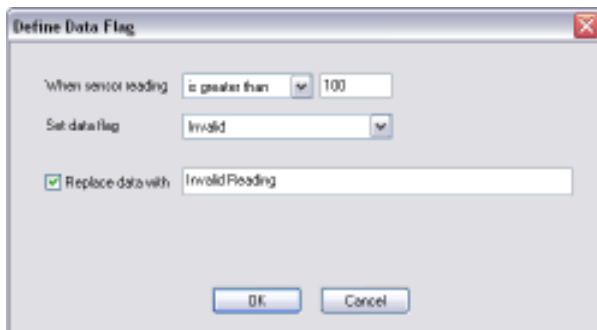 Define Data Flag
When sensor reading is greater than 100
Set data flag Invalid
Replace data with Invalid Reading
OK Cancel